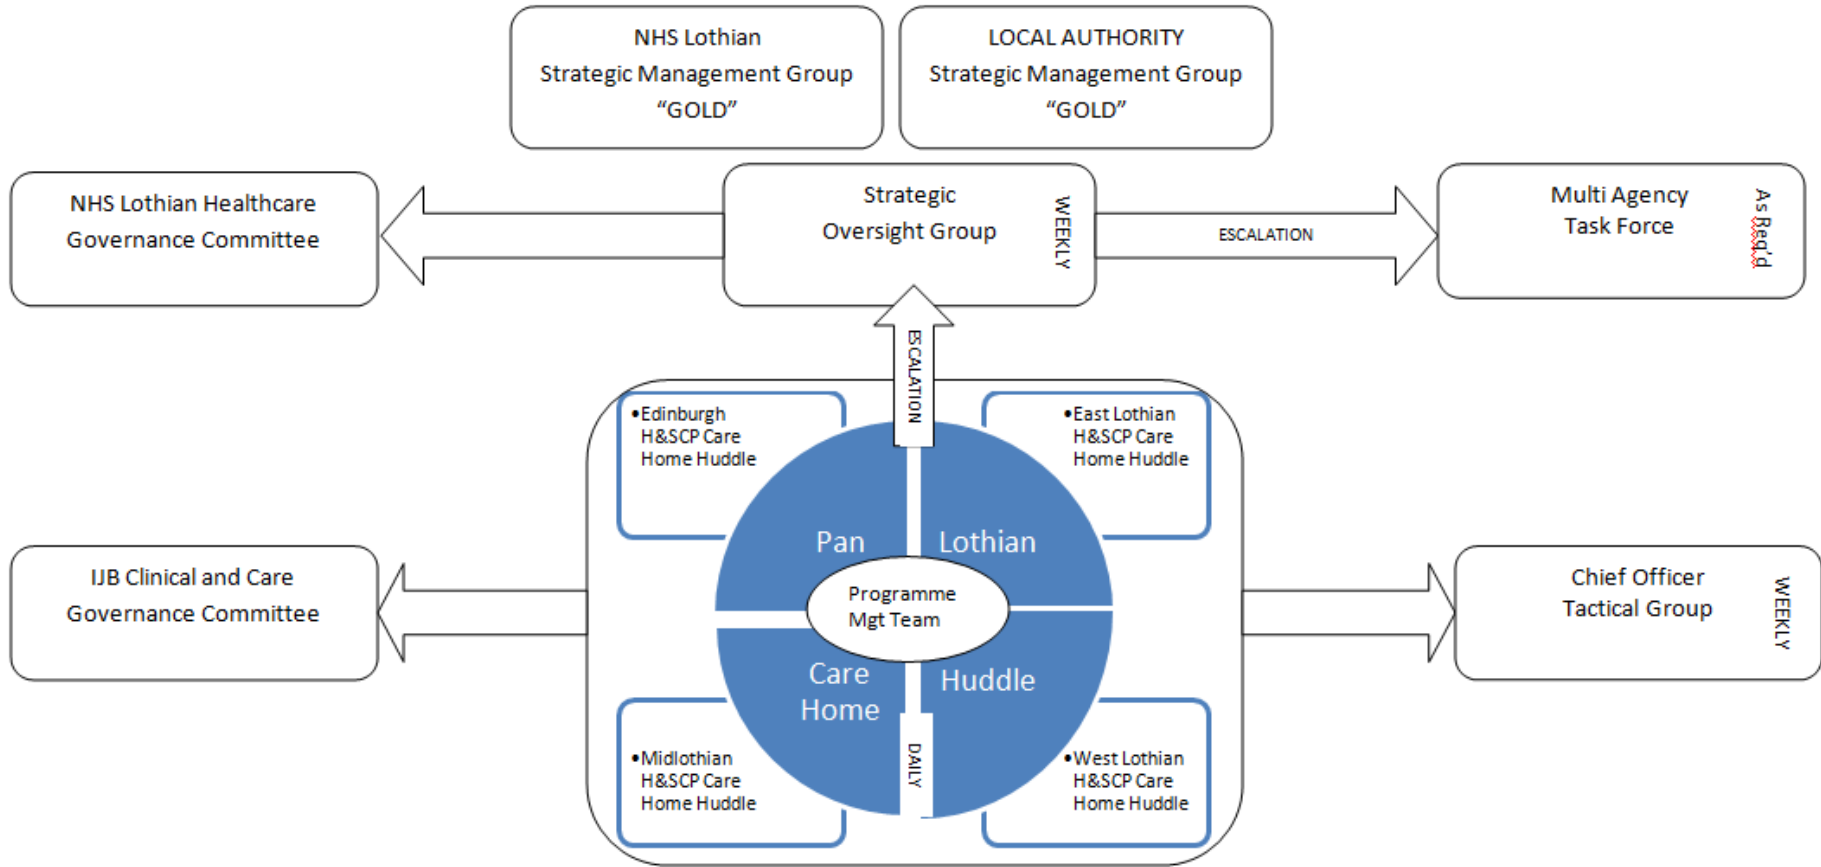 NHS Lothian
Strategic Management Group
“GOLD”
LOCAL AUTHORITY
Strategic Management Group
“GOLD”
NHS Lothian Healthcare
Governance Committee
Strategic
Oversight Group
WEEKLY
ESCALATION
Multi Agency
Task Force
As Req'd
ESCALATION
•Edinburgh
H&SCP Care
Home Huddle
•East Lothian
H&SCP Care
Home Huddle
Pan
Lothian
Programme
Mgt Team
Care
Home
Huddle
DAILY
IJB Clinical and Care
Governance Committee
Chief Officer
Tactical Group
WEEKLY
•Midlothian
H&SCP Care
Home Huddle
•West Lothian
H&SCP Care
Home Huddle